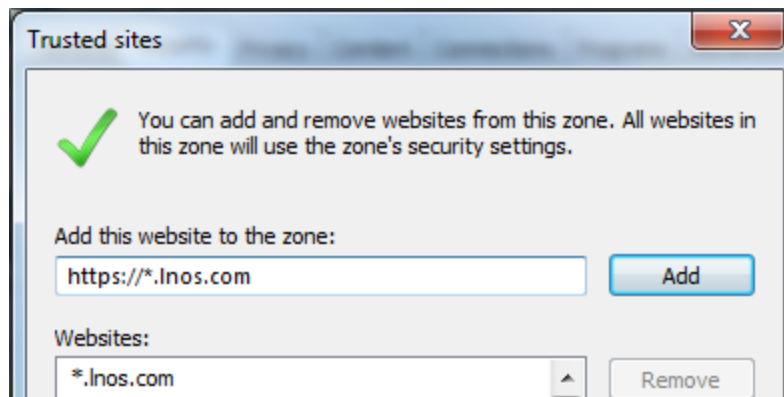 Trusted sites
You can add and remove websites from this zone. All websites in
this zone will use the zone's security settings.
Add this website to the zone:
https://*.lnos.com
Add
Websites:
*.lnos.com
Remove